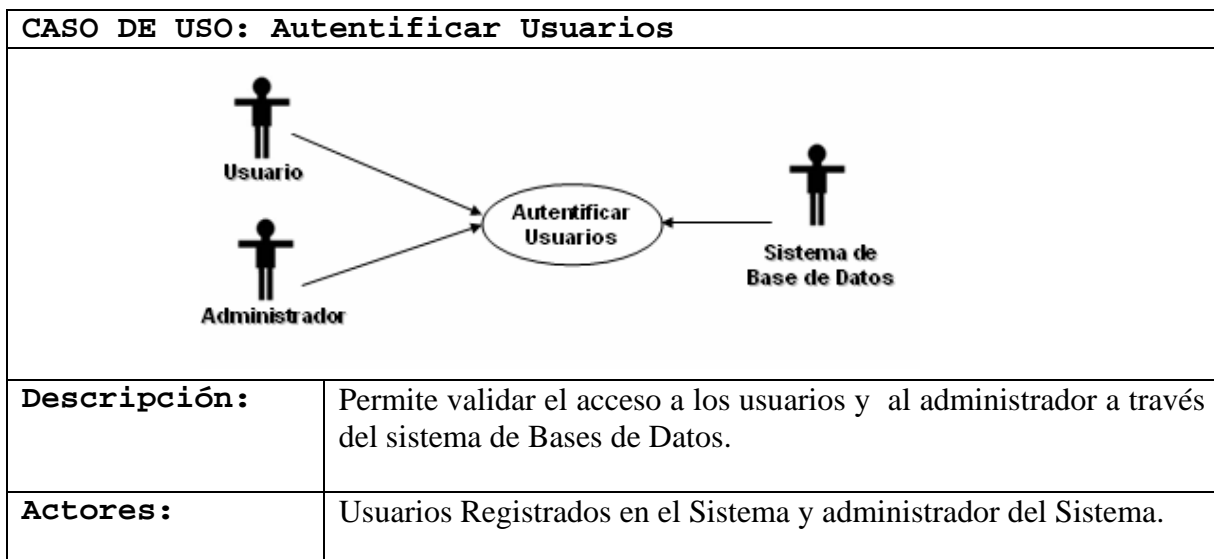 CASO DE USO: Autentificar Usuarios
Usuario
Administrador
Autentificar
Usuarios
Sistema de
Base de Datos
Descripción:
Permite validar el acceso a los usuarios y al administrador a través
del sistema de Bases de Datos.
Actores:
Usuarios Registrados en el Sistema y administrador del Sistema.